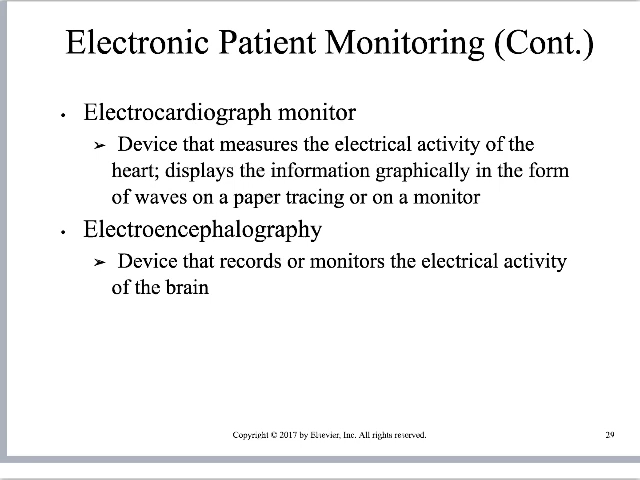 Electronic Patient Monitoring (Cont.)
• Electrocardiograph monitor
➢ Device that measures the electrical activity of the
heart; displays the information graphically in the form
of waves on a paper tracing or on a monitor
• Electroencephalography
➢ Device that records or monitors the electrical activity
of the brain
Copyright © 2017 by Elsevier, Inc. All rights reserved.
29